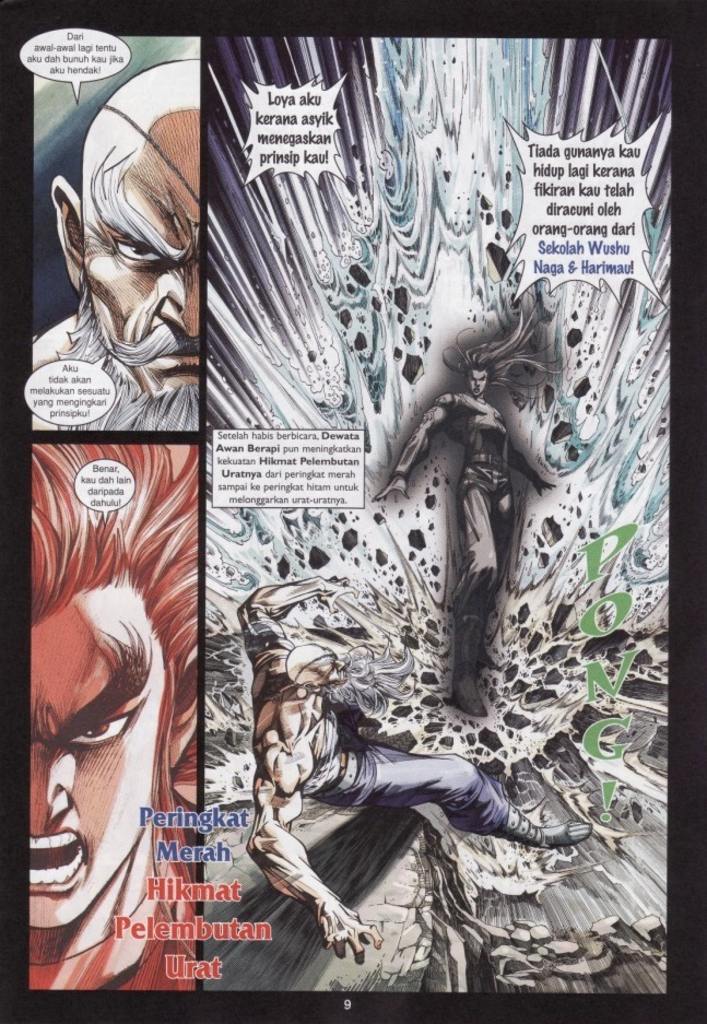 Dari
awal-awal lagi tentu
aku dah bunuh kau jika
aku hendak!
Aku
tidak akan
melakukan sesuatu
yang mengingkari
prinsipku!
Benar,
kau dah lain
daripada
dahulu!
Peringkat
Merah
Hikmat
Pelembutan
Urat
Loya aku
kerana asyik
menegaskan
prinsip kau!
Tiada gunanya kau
hidup lagi kerana
fikiran kau telah
diracuni oleh
orang-orang dari
Sekolah Wushu
Naga & Harimau!
Setelah habis berbicara, Dewata
Awan Berapi pun meningkatkan
kekuatan Hikmat Pelembutan
Uratnya dari peringkat merah
sampai ke peringkat hitam untuk
melonggarkan urat-uratnya.
PONG!
9